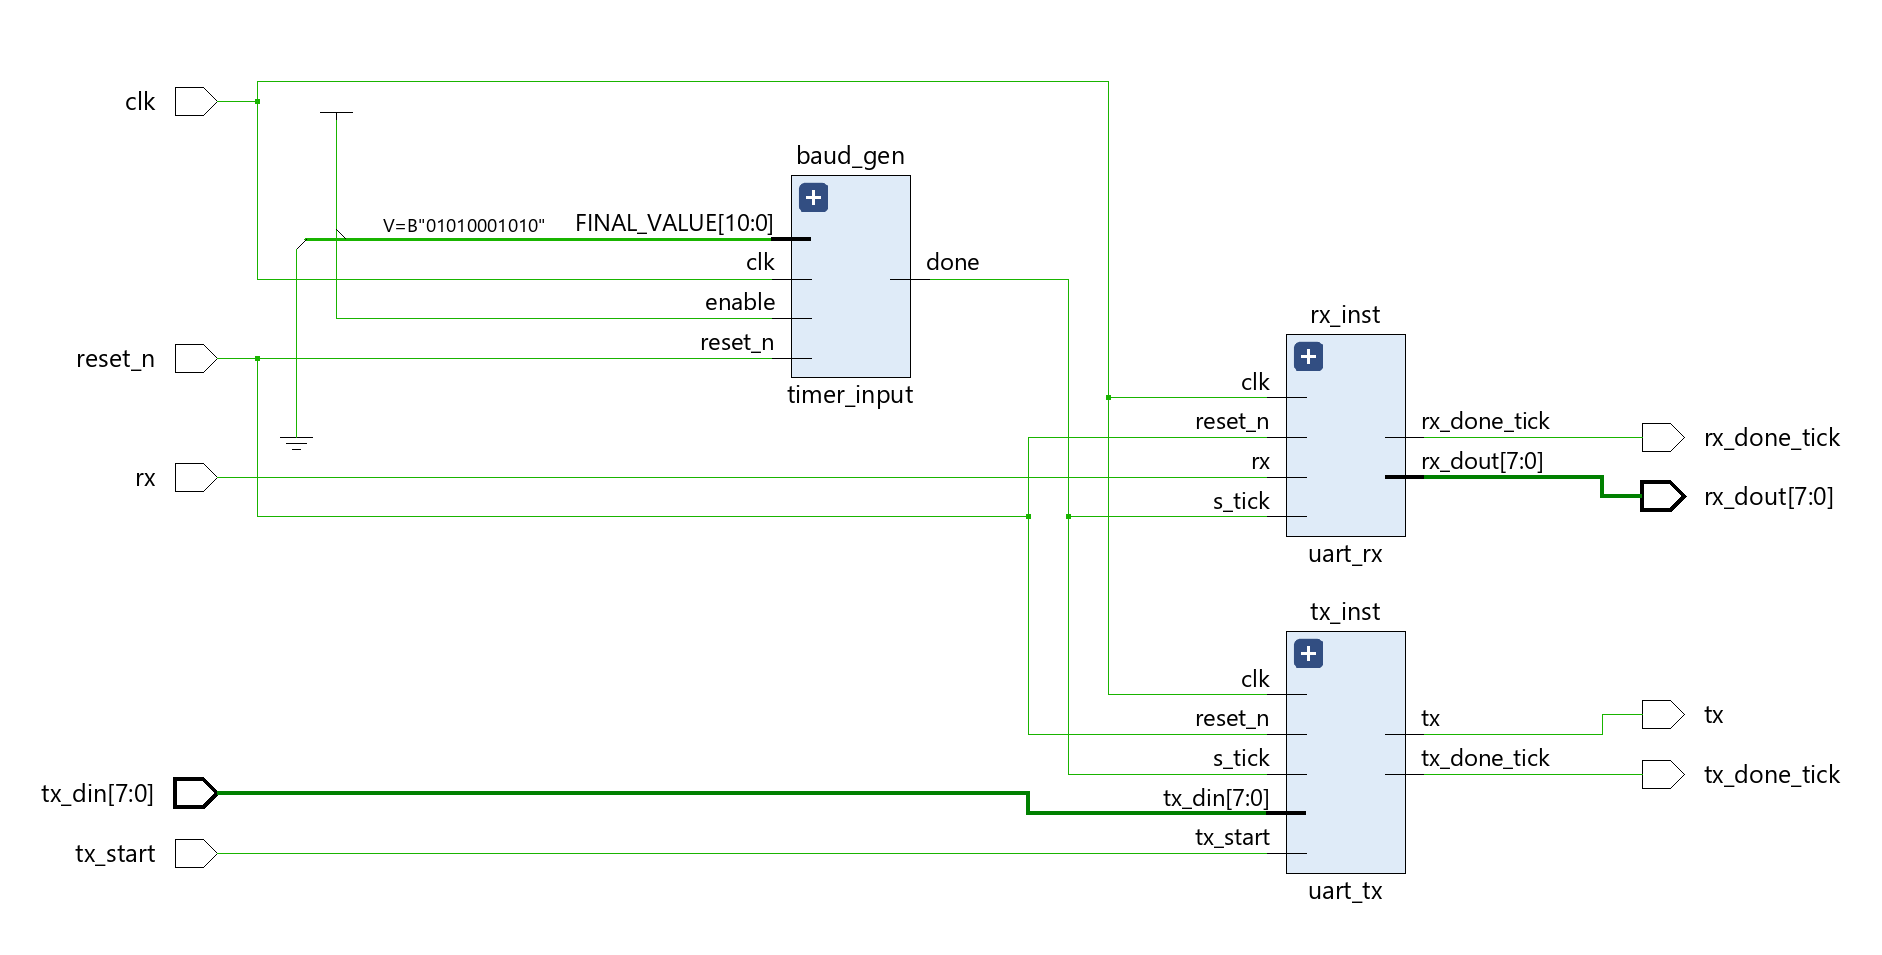 clk
baud_gen
V=B"01010001010"
FINAL_VALUE[10:0]
clk
done
enable
reset_n
timer_input
reset_n
rx
rx_inst
clk
reset_n
rx_done_tick
rx_done_tick
rx
rx_dout[7:0]
rx_dout[7:0]
s_tick
uart_rx
tx_inst
clk
reset_n
tx
tx
s_tick
tx_done_tick
tx_done_tick
tx_din[7:0]
tx_din[7:0]
tx_start
tx_start
uart_tx